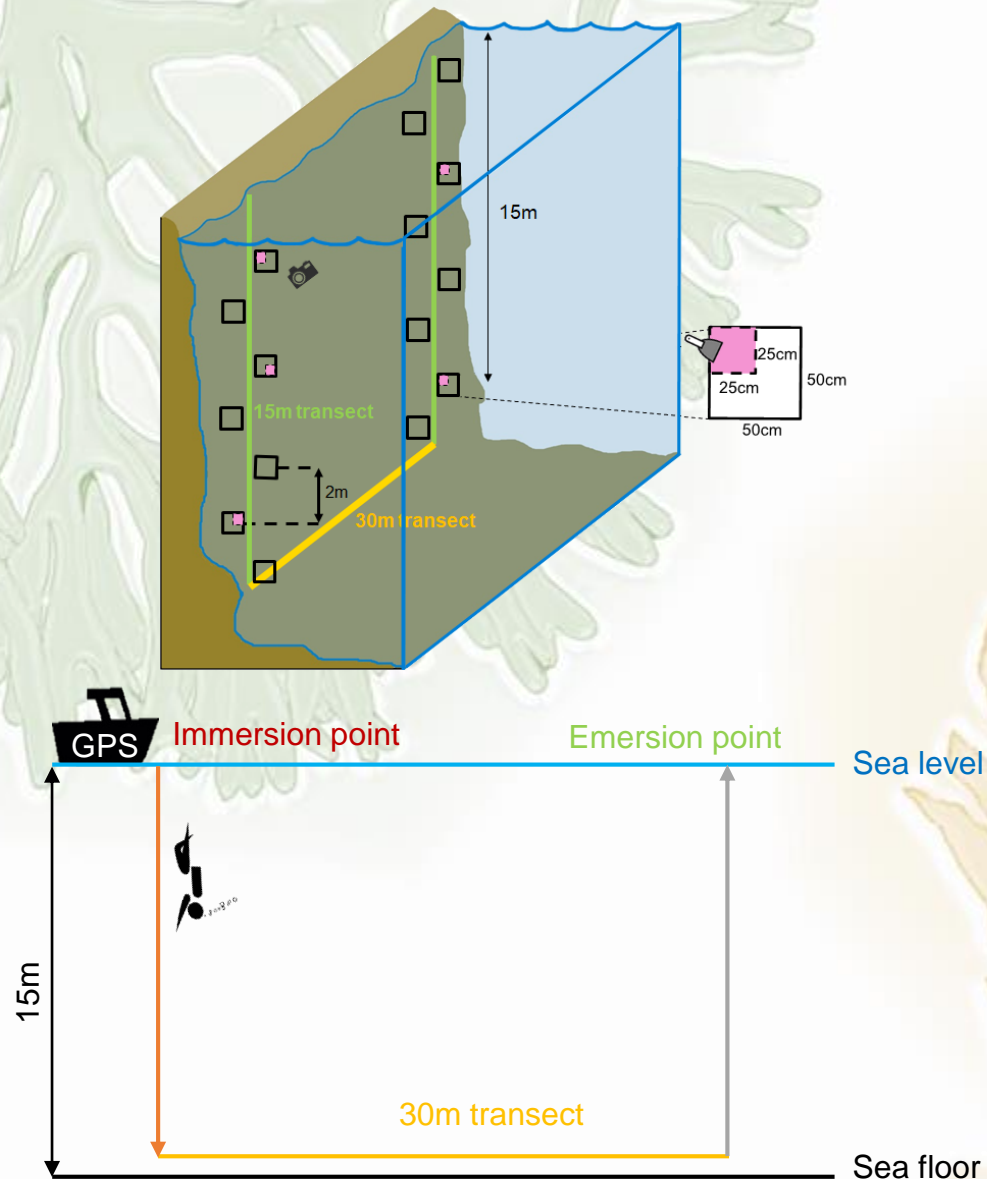 15m
25cm
25cm
50cm
50cm
15m transect
2m
30m transect
GPS
Immersion point
Emersion point
Sea level
15m
30m transect
Sea floor